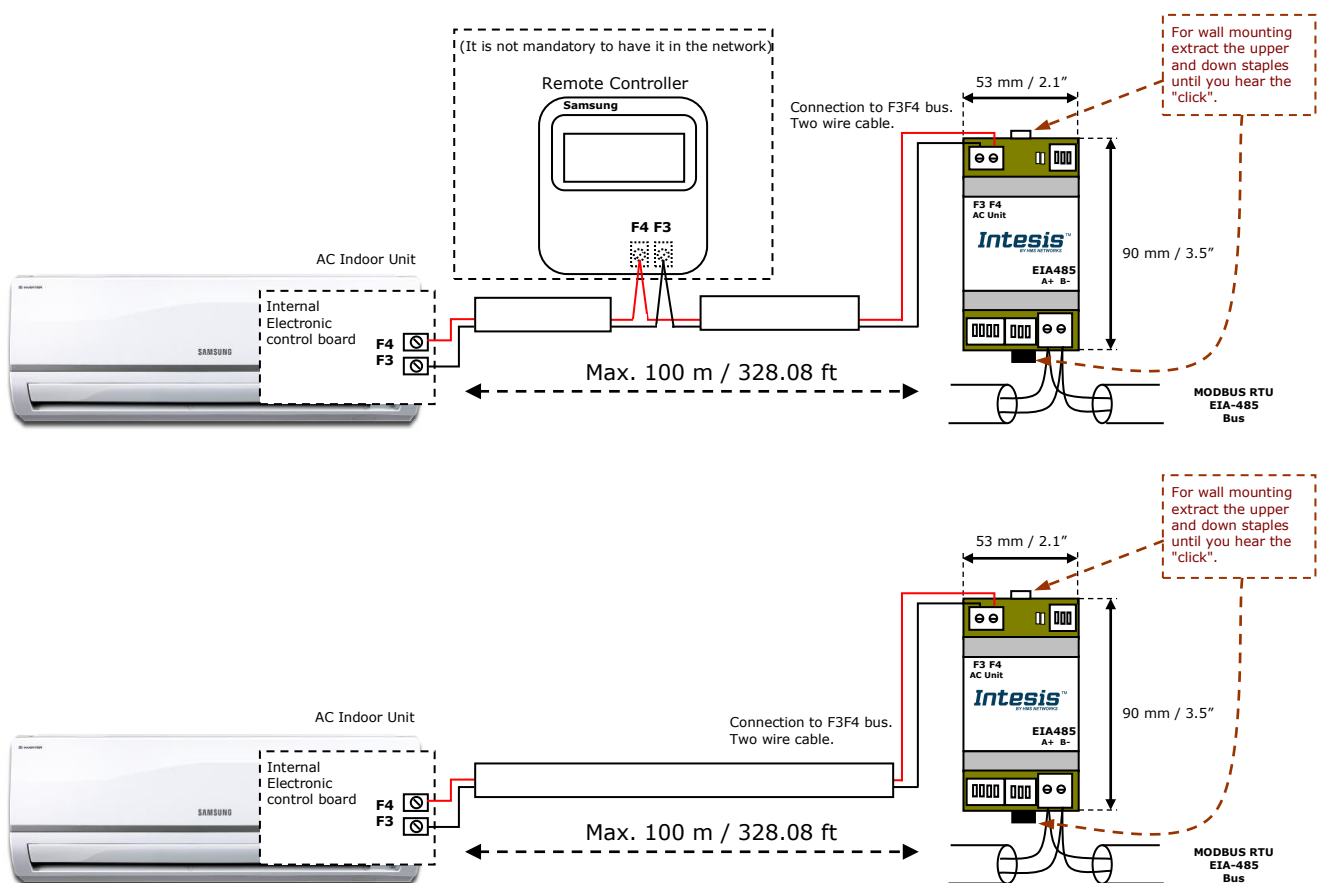 (It is not mandatory to have it in the network)
Remote Controller
Samsung
F4 F3
Connection to F3F4 bus.
Two wire cable.
53 mm / 2.1”
For wall mounting
extract the upper
and down staples
until you hear the
"click".
F3 F4
AC Unit
Intesis™
BY HMS NETWORKS
EIA485
A+ B-
90 mm / 3.5”
AC Indoor Unit
INVERTER
SAMSUNG
Internal
Electronic
control board
F4
F3
Max. 100 m / 328.08 ft
MODBUS RTU
EIA-485
Bus
53 mm / 2.1”
For wall mounting
extract the upper
and down staples
until you hear the
"click".
F3 F4
AC Unit
Intesis™
BY HMS NETWORKS
EIA485
A+ B-
90 mm / 3.5”
AC Indoor Unit
Connection to F3F4 bus.
Two wire cable.
INVERTER
SAMSUNG
Internal
Electronic
control board
F4
F3
Max. 100 m / 328.08 ft
MODBUS RTU
EIA-485
Bus